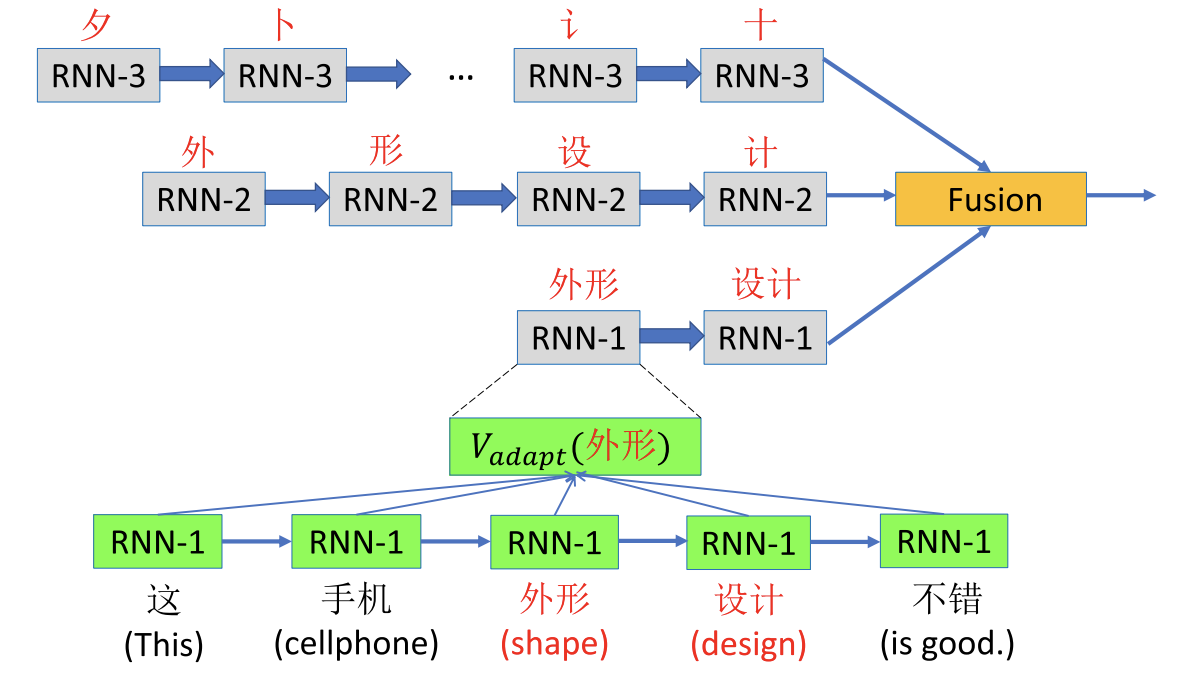 夕 卜 讠 十
RNN-3 RNN-3 ... RNN-3 RNN-3
外 形 设 计
RNN-2 RNN-2 RNN-2 RNN-2 Fusion
外形 设计
RNN-1 RNN-1
V_adapt(外形)
RNN-1 RNN-1 RNN-1 RNN-1 RNN-1
这 手机 外形 设计 不错
(This) (cellphone) (shape) (design) (is good.)